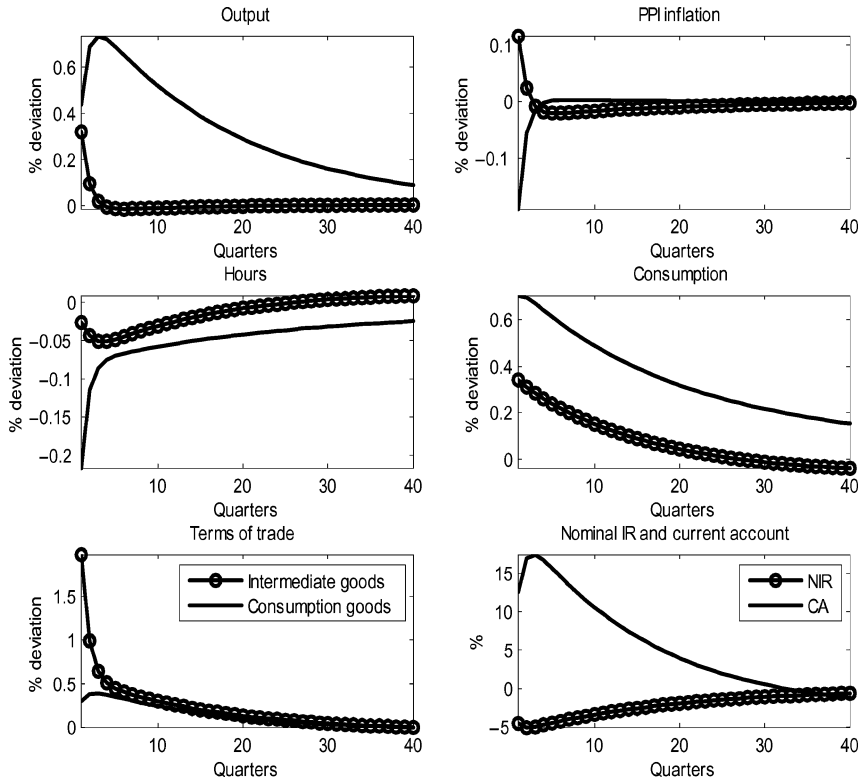 Output
% deviation
0.6
0.4
0.2
0
10
20
30
40
Quarters
PPI inflation
% deviation
0.1
0
−0.1
10
20
30
40
Quarters
Hours
% deviation
0
−0.05
−0.1
−0.15
−0.2
10
20
30
40
Quarters
Consumption
% deviation
0.6
0.4
0.2
0
10
20
30
40
Quarters
Terms of trade
% deviation
1.5
1
0.5
0
Intermediate goods
Consumption goods
10
20
30
40
Quarters
Nominal IR and current account
%
15
10
5
0
−5
NIR
CA
10
20
30
40
Quarters